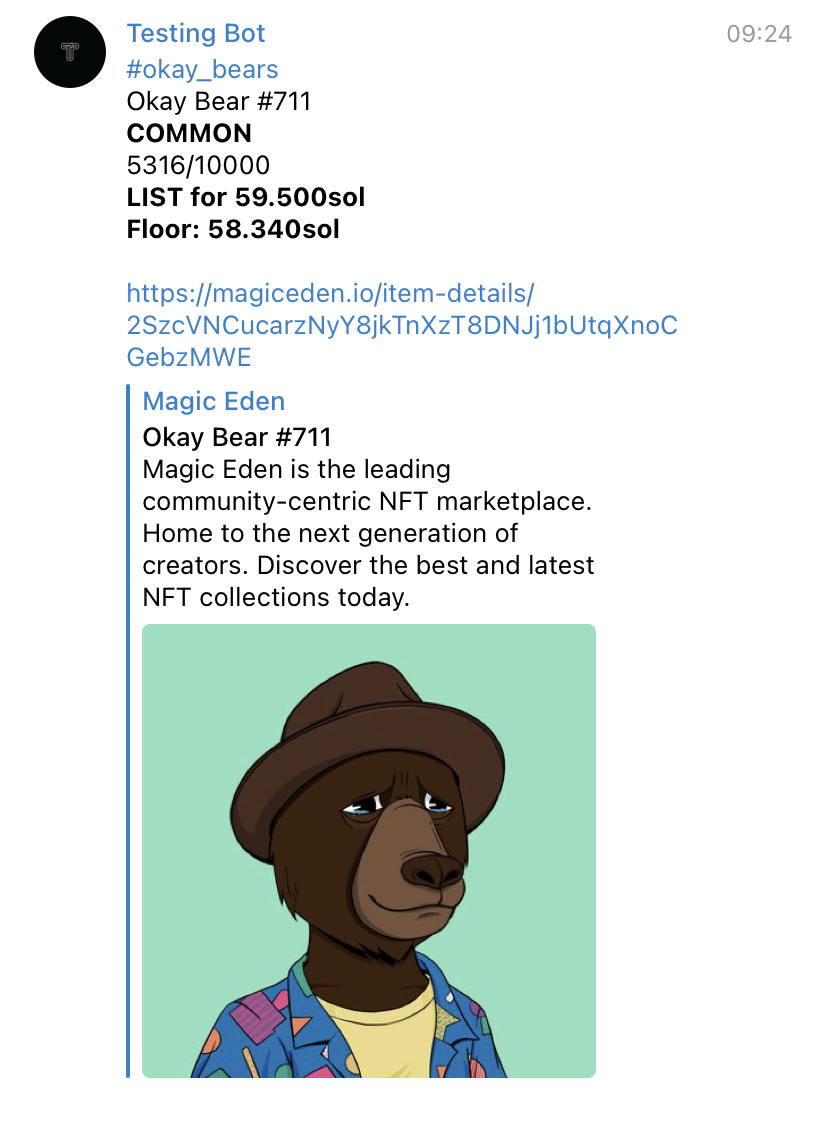 Testing Bot 09:24
#okay_bears
Okay Bear #711
COMMON
5316/10000
LIST for 59.500sol
Floor: 58.340sol
https://magiceden.io/item-details/
2SzcVNCucarzNyY8jkTnXzT8DNJj1bUtqXnoC
GebzMWE
Magic Eden
Okay Bear #711
Magic Eden is the leading
community-centric NFT marketplace.
Home to the next generation of
creators. Discover the best and latest
NFT collections today.